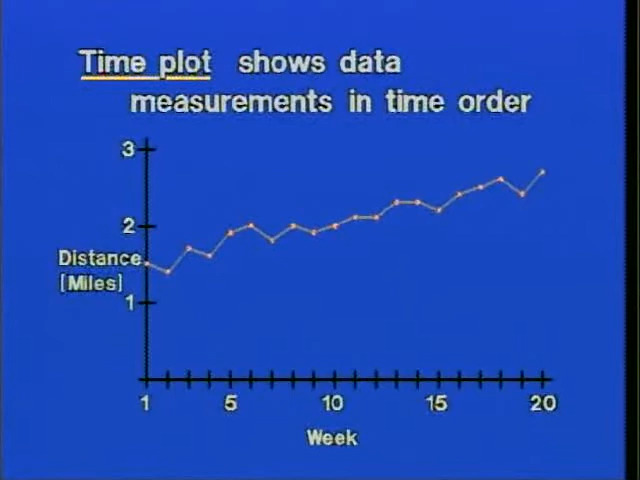 Time plot shows data
measurements in time order
3
2
Distance
[Miles]
1
1 5 10 15 20
Week